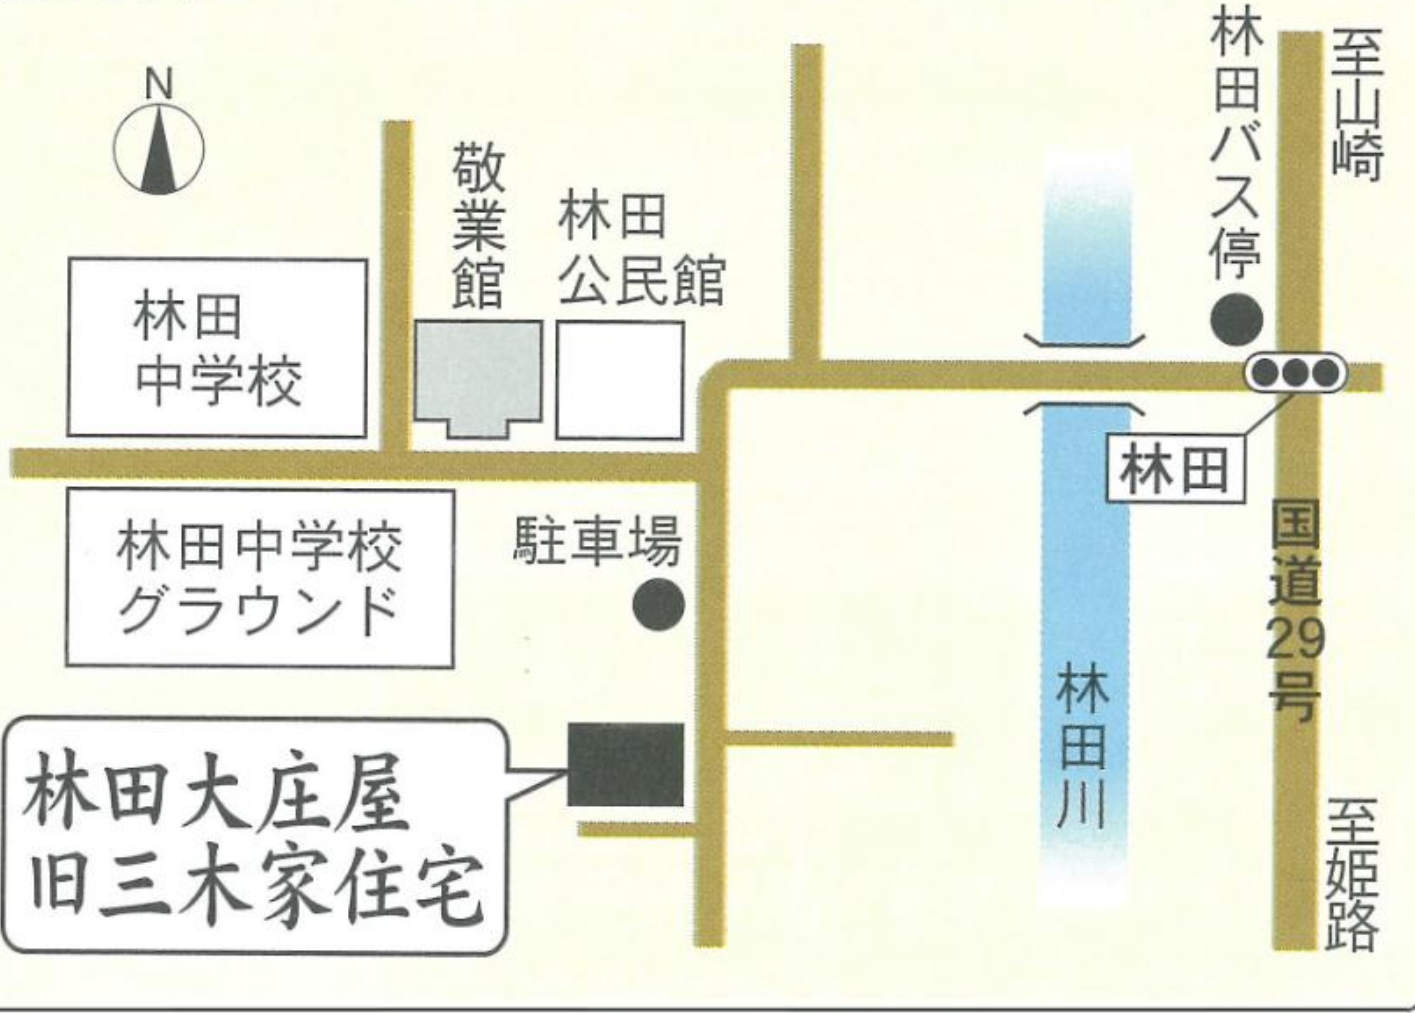 N
敬業館
林田
公民館
林田バス停
至山崎
林田
中学校
林田
林田中学校
グラウンド
駐車場
国道29号
林田川
林田大庄屋
旧三木家住宅
至姫路